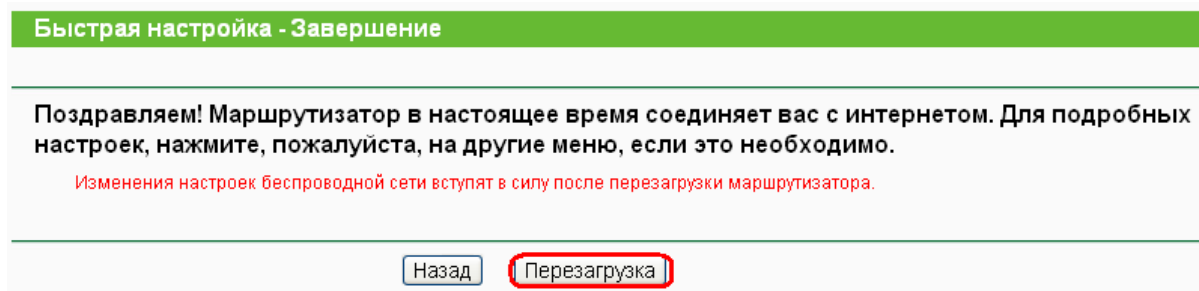 Быстрая настройка - Завершение
Поздравляем! Маршрутизатор в настоящее время соединяет вас с интернетом. Для подробных
настроек, нажмите, пожалуйста, на другие меню, если это необходимо.
Изменения настроек беспроводной сети вступят в силу после перезагрузки маршрутизатора.
Назад Перезагрузка